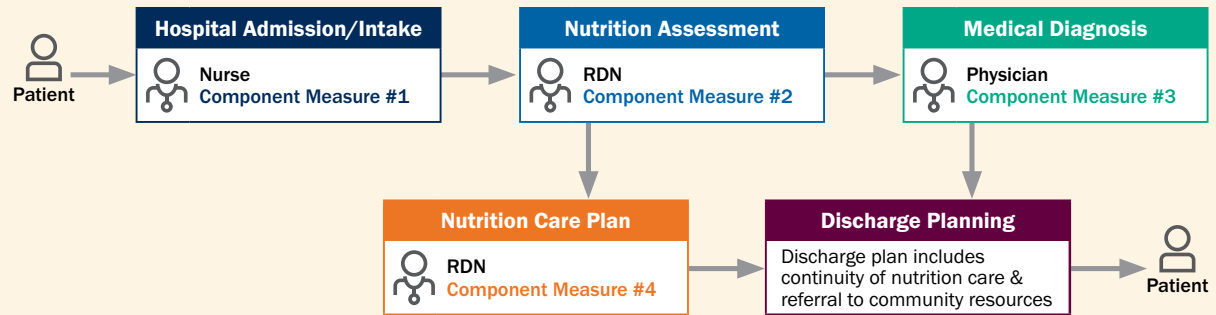 Patient
Hospital Admission/Intake
Nurse
Component Measure #1
Nutrition Assessment
RDN
Component Measure #2
Medical Diagnosis
Physician
Component Measure #3
Nutrition Care Plan
RDN
Component Measure #4
Discharge Planning
Discharge plan includes
continuity of nutrition care &
referral to community resources
Patient